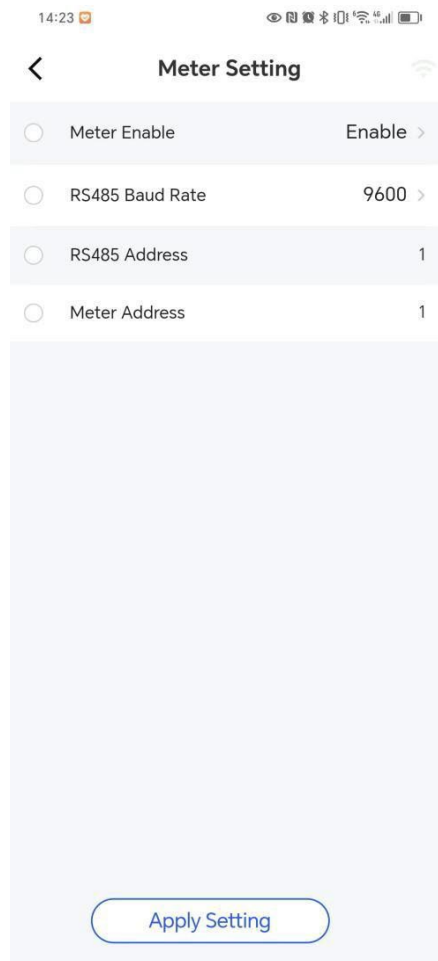 14:23
Meter Setting
Meter Enable Enable
RS485 Baud Rate 9600
RS485 Address 1
Meter Address 1
Apply Setting